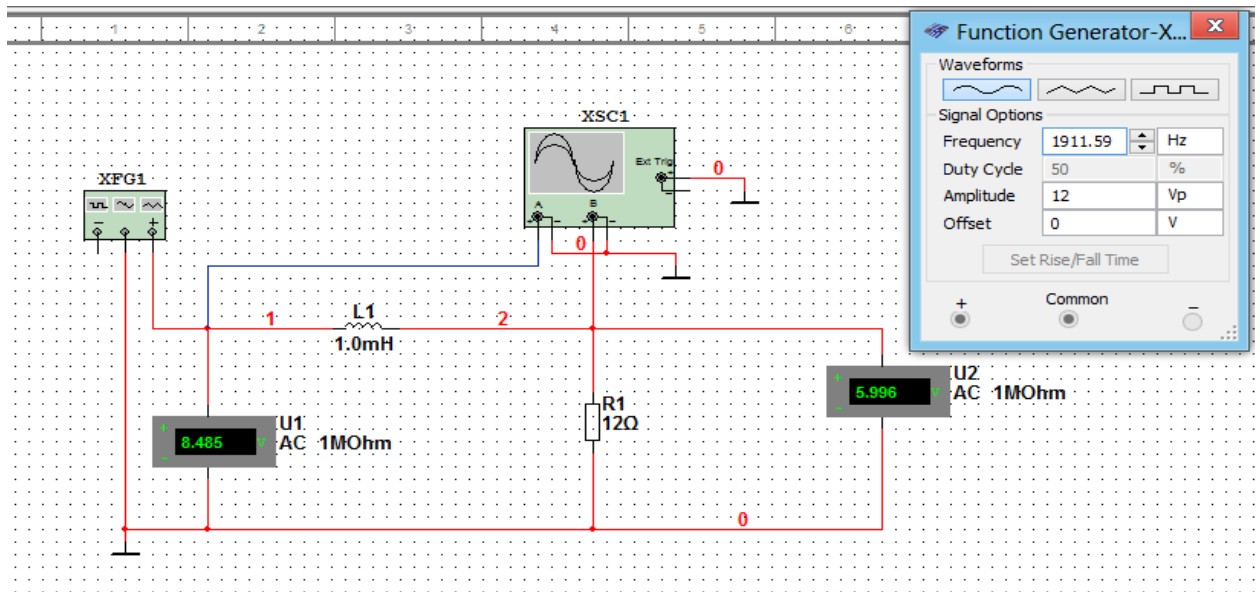 1 2 3 4 5 6
Function Generator-X...
Waveforms
Signal Options
Frequency 1911.59 Hz
Duty Cycle 50 %
Amplitude 12 Vp
Offset 0 V
Set Rise/Fall Time
+ Common −
XSC1
Ext Trig
+
−
A B
+ − + −
0
0
XFG1
− +
1
L1
1.0mH
2
U1
AC 1MOhm
+
8.485 V
−
R1
12Ω
U2
AC 1MOhm
+
5.996 V
−
0